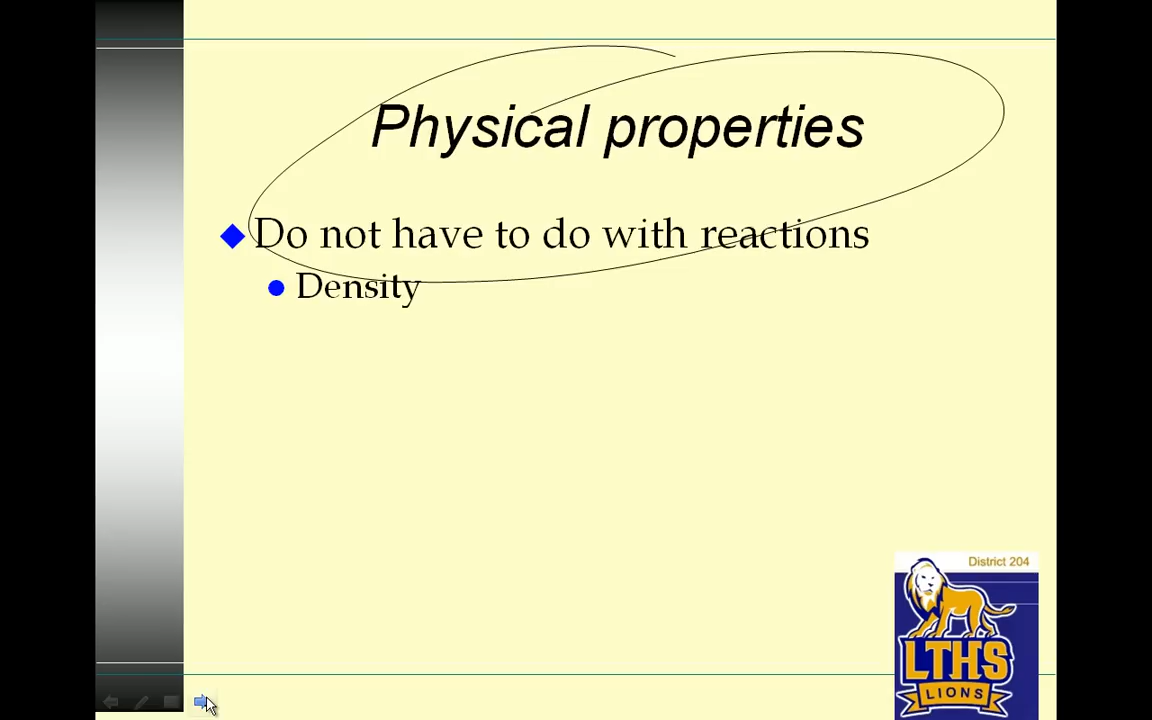 Physical properties
Do not have to do with reactions
Density
District 204
LTHS
LIONS